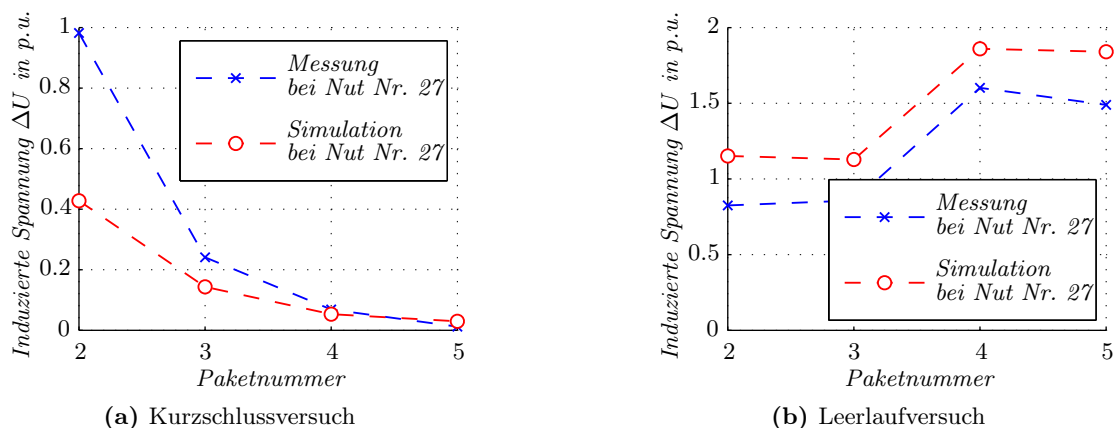 Induzierte Spannung ΔU in p.u.
1
0.8
0.6
0.4
0.2
0
2
3
4
5
Paketnummer
Messung
bei Nut Nr. 27
Simulation
bei Nut Nr. 27
(a) Kurzschlussversuch
Induzierte Spannung ΔU in p.u.
2
1.5
1
0.5
0
2
3
4
5
Paketnummer
Messung
bei Nut Nr. 27
Simulation
bei Nut Nr. 27
(b) Leerlaufversuch